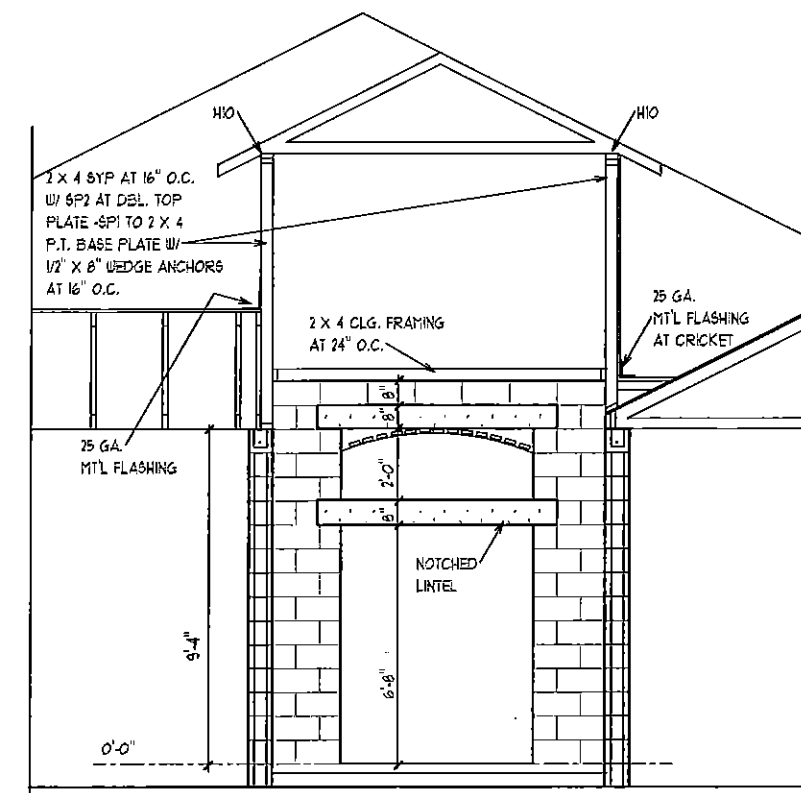 H10
H10
2 X 4 SYP AT 16" O.C.
W/ SP2 AT DBL. TOP
PLATE -SP1 TO 2 X 4
P.T. BASE PLATE W/
1/2" X 8" WEDGE ANCHORS
AT 16" O.C.
25 GA.
MT'L FLASHING
AT CRICKET
2 X 4 CLG. FRAMING
AT 24" O.C.
8"
8"
25 GA.
MT'L FLASHING
2'-0"
8"
NOTCHED
LINTEL
9'-4"
6'-8"
0'-0"